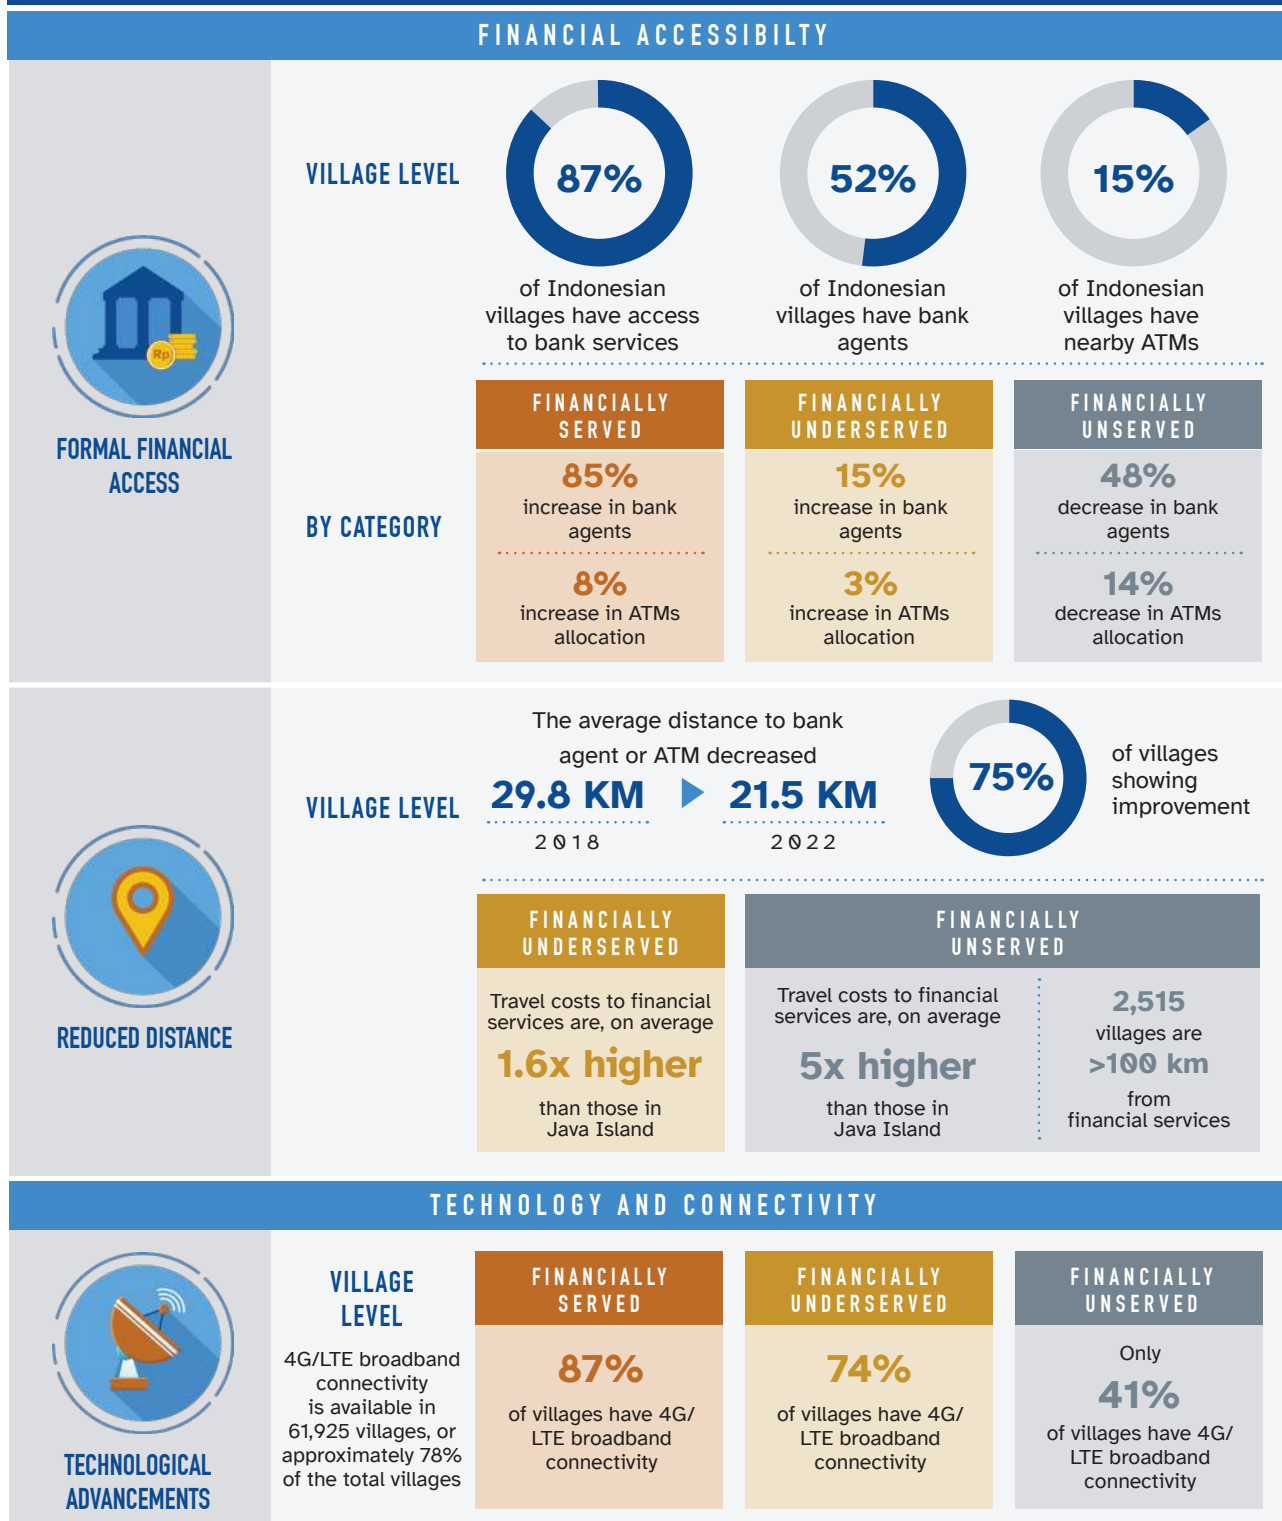 FINANCIAL ACCESSIBILTY
FORMAL FINANCIAL
ACCESS
Rp
VILLAGE LEVEL
87%
of Indonesian
villages have access
to bank services
52%
of Indonesian
villages have bank
agents
15%
of Indonesian
villages have
nearby ATMs
BY CATEGORY
FINANCIALLY
SERVED
85%
increase in bank
agents
8%
increase in ATMs
allocation
FINANCIALLY
UNDERSERVED
15%
increase in bank
agents
3%
increase in ATMs
allocation
FINANCIALLY
UNSERVED
48%
decrease in bank
agents
14%
decrease in ATMs
allocation
REDUCED DISTANCE
VILLAGE LEVEL
The average distance to bank
agent or ATM decreased
29.8 KM
2018
21.5 KM
2022
75%
of villages
showing
improvement
FINANCIALLY
UNDERSERVED
Travel costs to financial
services are, on average
1.6x higher
than those in
Java Island
FINANCIALLY
UNSERVED
Travel costs to financial
services are, on average
5x higher
than those in
Java Island
2,515
villages are
>100 km
from
financial services
TECHNOLOGY AND CONNECTIVITY
TECHNOLOGICAL
ADVANCEMENTS
VILLAGE
LEVEL
4G/LTE broadband
connectivity
is available in
61,925 villages, or
approximately 78%
of the total villages
FINANCIALLY
SERVED
87%
of villages have 4G/
LTE broadband
connectivity
FINANCIALLY
UNDERSERVED
74%
of villages have 4G/
LTE broadband
connectivity
FINANCIALLY
UNSERVED
Only
41%
of villages have 4G/
LTE broadband
connectivity